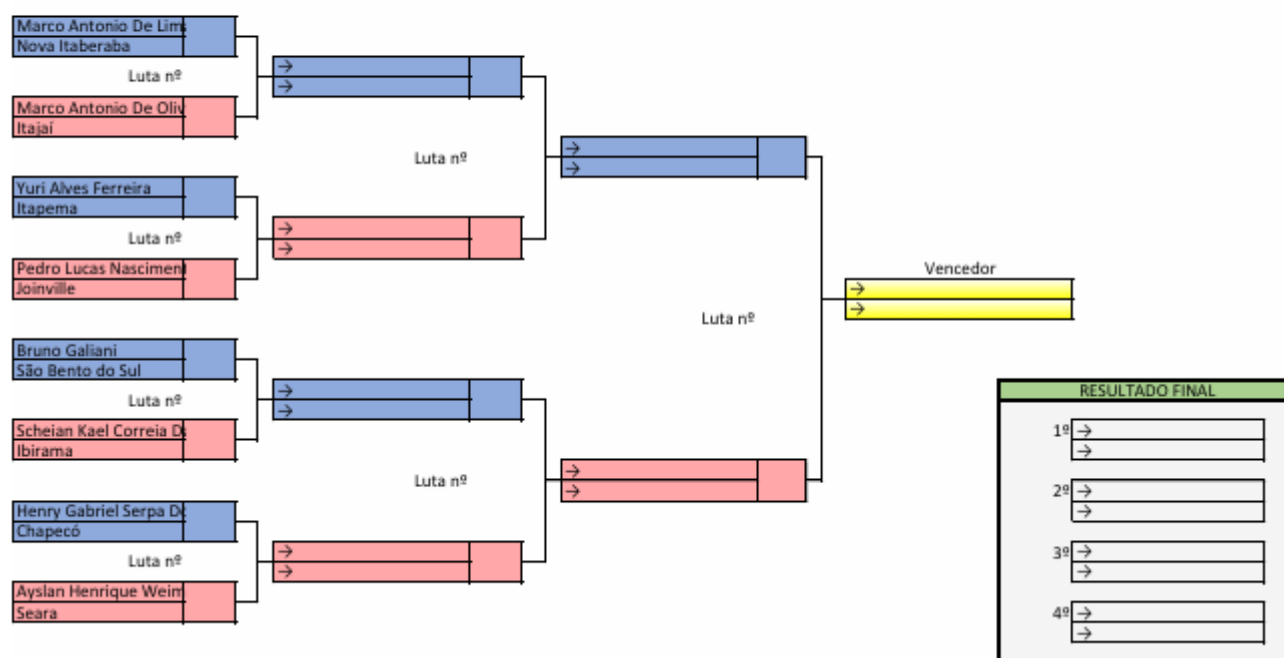 Marco Antonio De Lim
Nova Itaberaba
Luta nº
Marco Antonio De Oliv
Itajaí
Yuri Alves Ferreira
Itapema
Luta nº
Pedro Lucas Nascimen
Joinville
Bruno Galiani
São Bento do Sul
Luta nº
Scheian Kael Correia D
Ibirama
Henry Gabriel Serpa D
Chapecó
Luta nº
Ayslan Henrique Weim
Seara
→
→
Luta nº
→
→
→
→
Luta nº
→
→
→
→
Luta nº
→
→
Vencedor
→
→
RESULTADO FINAL
1º →
→
2º →
→
3º →
→
4º →
→